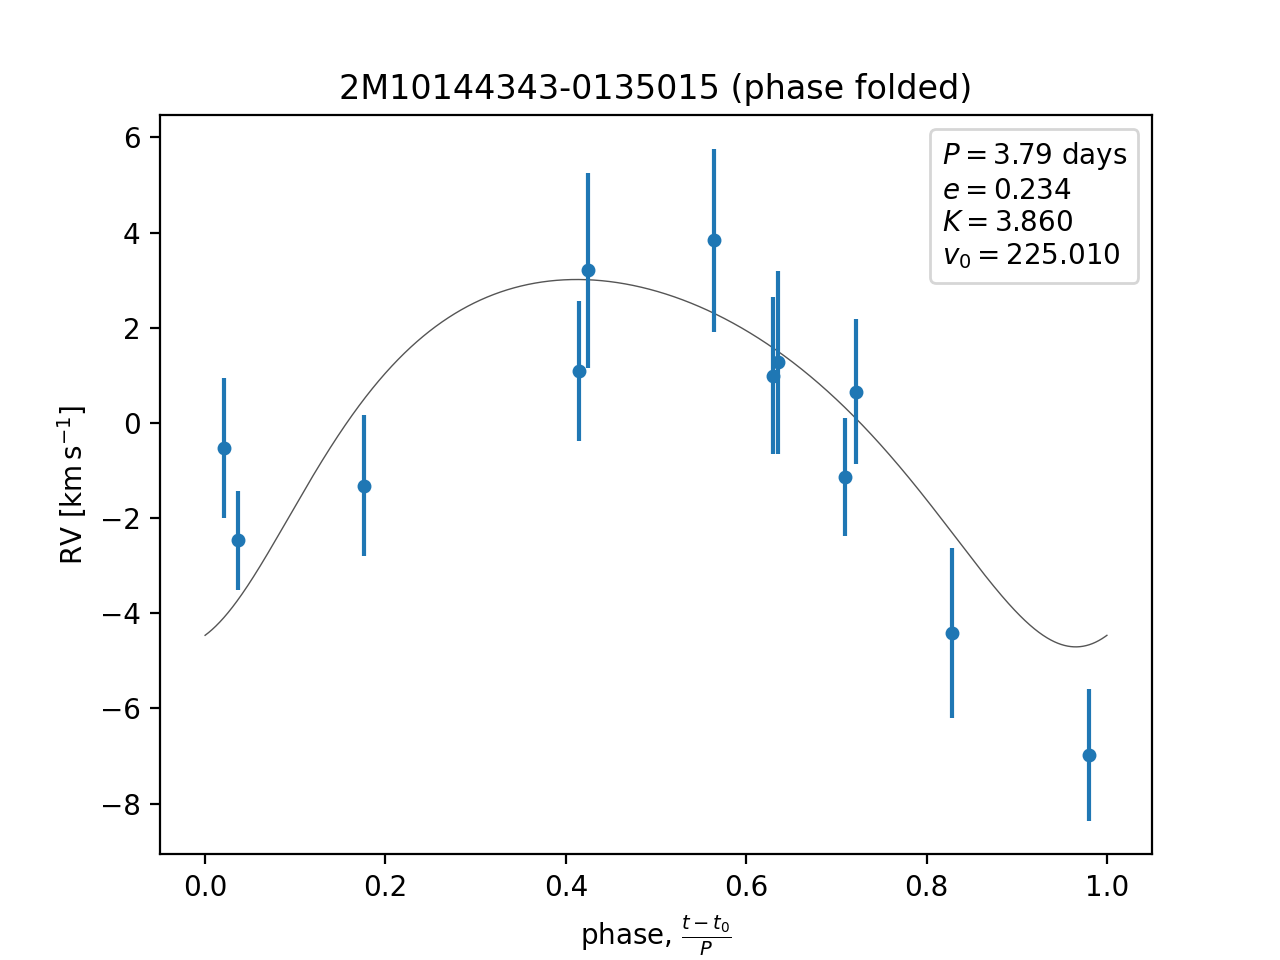 2M10144343-0135015 (phase folded)
P = 3.79 days
e = 0.234
K = 3.860
v₀ = 225.010
RV [km s⁻¹]
6
4
2
0
−2
−4
−6
−8
0.0 0.2 0.4 0.6 0.8 1.0
phase, (t − t₀)/P